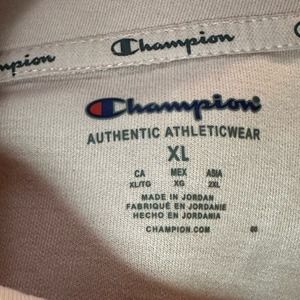 Champion
Champion
AUTHENTIC ATHLETICWEAR
XL
CA MEX ASIA
XL/TG XG 2XL
MADE IN JORDAN
FABRIQUÉ EN JORDANIE
HECHO EN JORDANIA
CHAMPION.COM